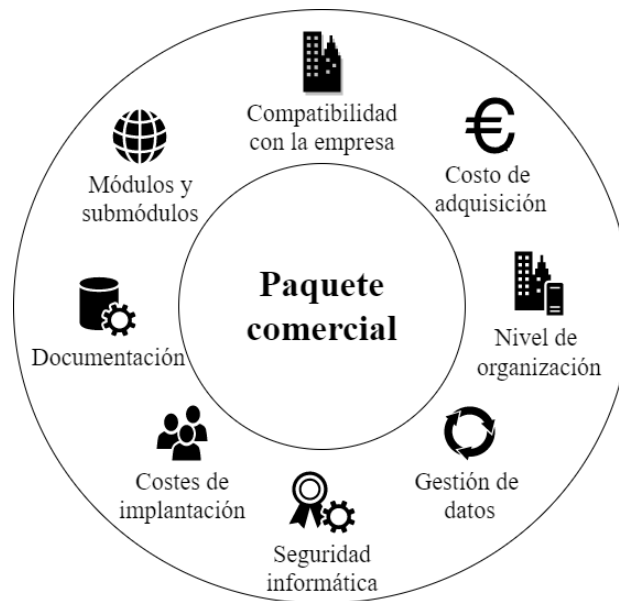 Compatibilidad
con la empresa
Costo de
adquisición
Nivel de
organización
Gestión de
datos
Seguridad
informática
Costes de
implantación
Documentación
Módulos y
submódulos
Paquete
comercial